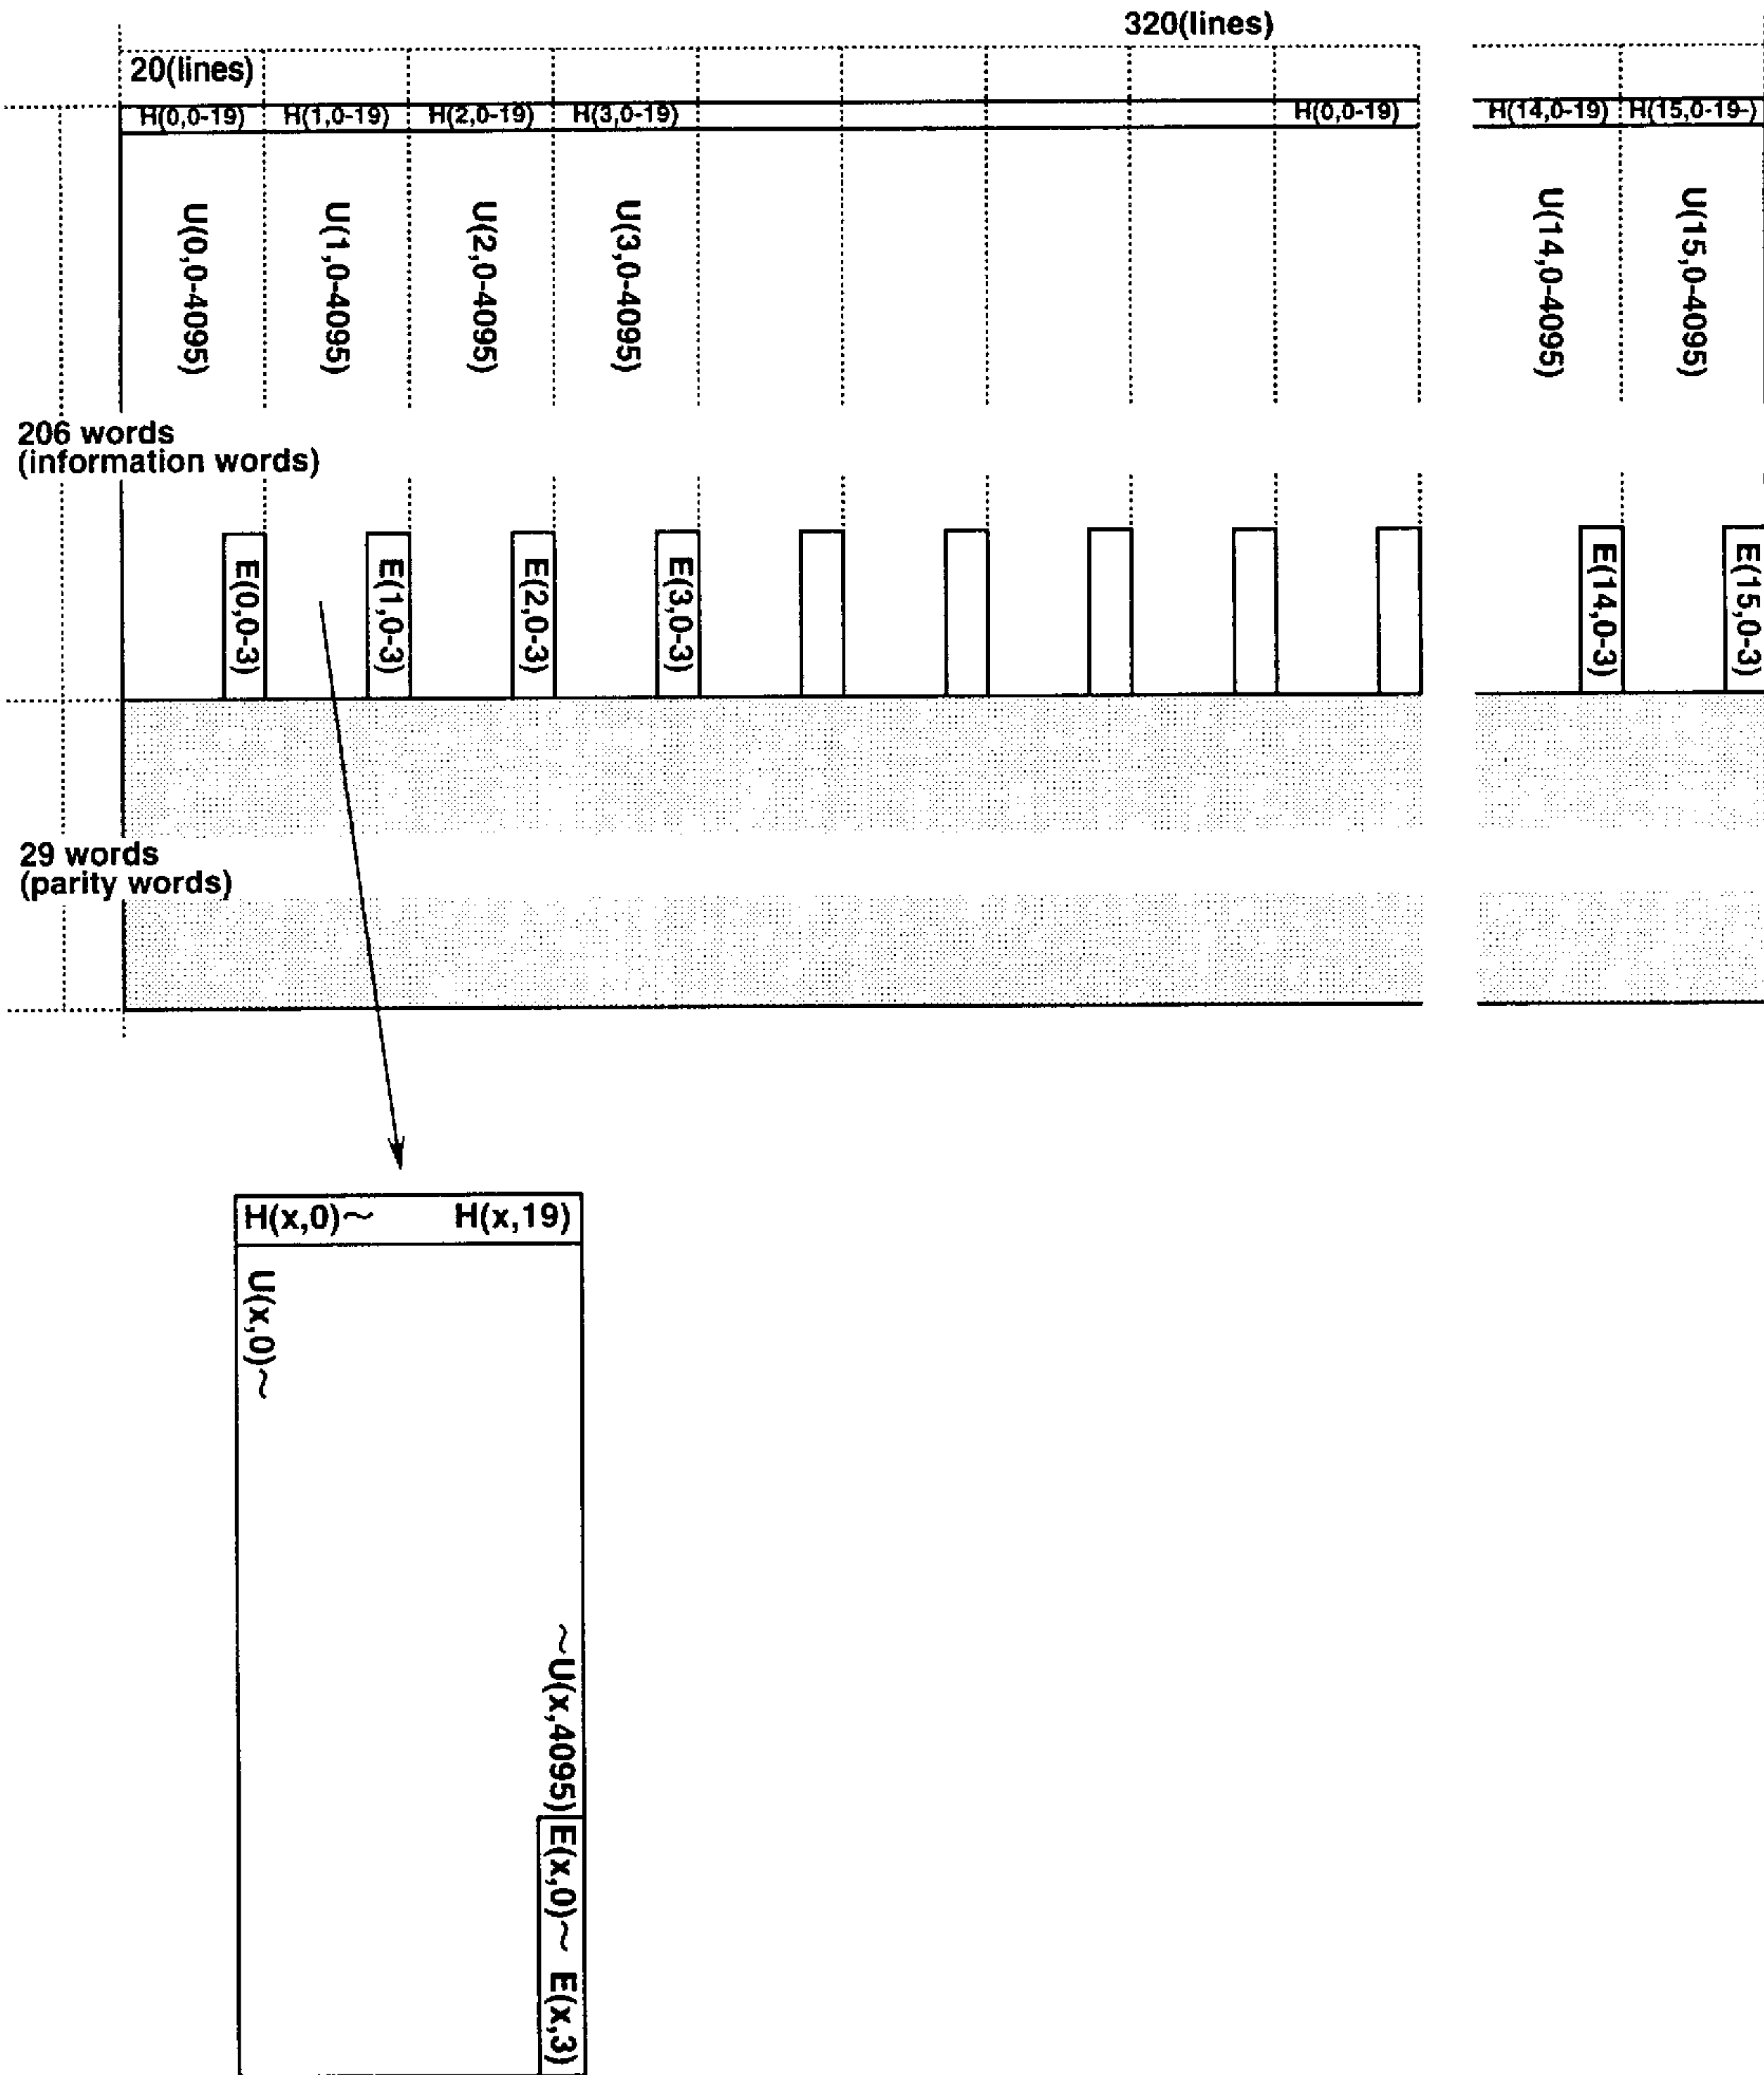 320(lines)
20(lines)
H(0,0-19) H(1,0-19) H(2,0-19) H(3,0-19) H(0,0-19) H(14,0-19) H(15,0-19-)
U(0,0-4095)
U(1,0-4095)
U(2,0-4095)
U(3,0-4095)
U(14,0-4095)
U(15,0-4095)
206 words
(information words)
E(0,0-3)
E(1,0-3)
E(2,0-3)
E(3,0-3)
E(14,0-3)
E(15,0-3)
29 words
(parity words)
H(x,0)~ H(x,19)
U(x,0)~
~U(x,4095) E(x,0)~ E(x,3)